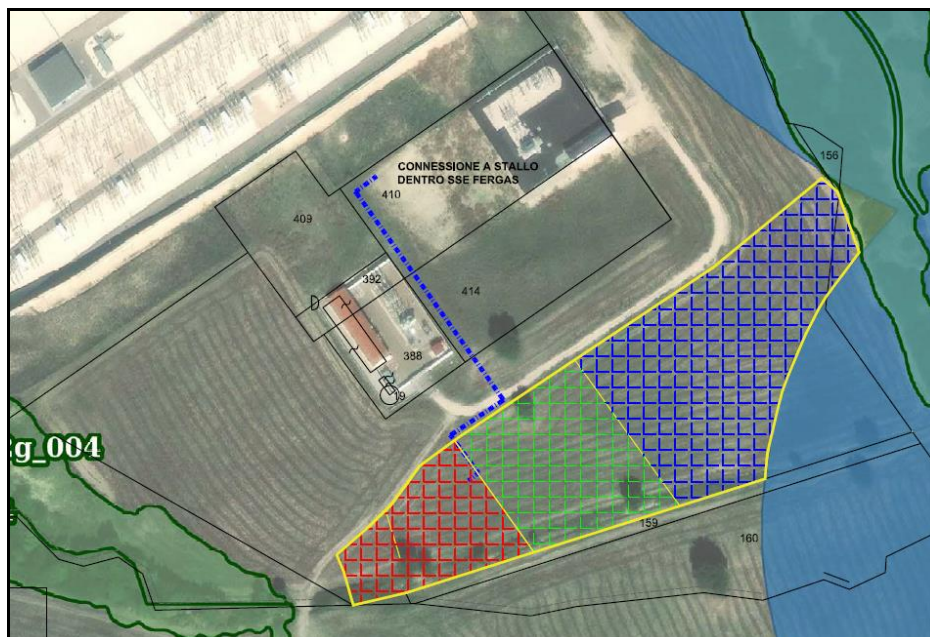 156
CONNESSIONE A STALLO
DENTRO SSE FERGAS
410
409
392
414
D
388
19
g_004
159
160